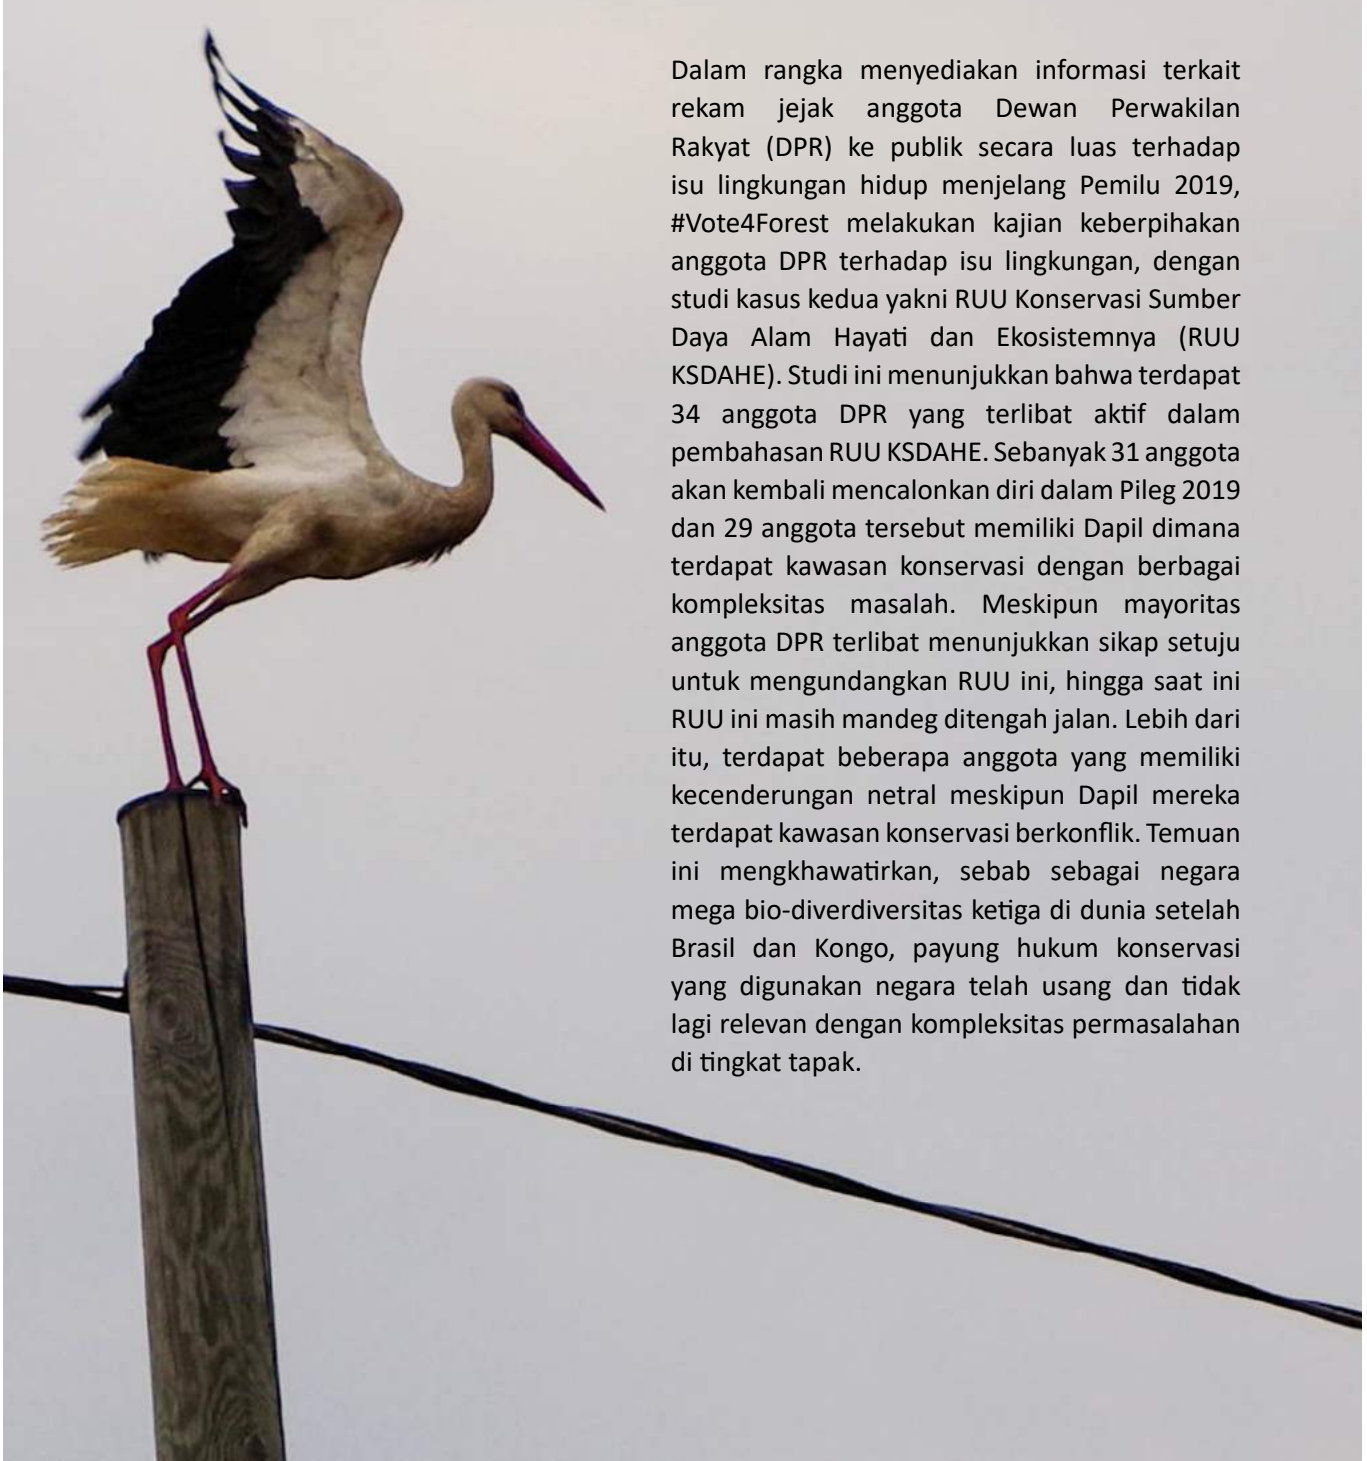 Dalam rangka menyediakan informasi terkait
rekam jejak anggota Dewan Perwakilan
Rakyat (DPR) ke publik secara luas terhadap
isu lingkungan hidup menjelang Pemilu 2019,
#Vote4Forest melakukan kajian keberpihakan
anggota DPR terhadap isu lingkungan, dengan
studi kasus kedua yakni RUU Konservasi Sumber
Daya Alam Hayati dan Ekosistemnya (RUU
KSDAHE). Studi ini menunjukkan bahwa terdapat
34 anggota DPR yang terlibat aktif dalam
pembahasan RUU KSDAHE. Sebanyak 31 anggota
akan kembali mencalonkan diri dalam Pileg 2019
dan 29 anggota tersebut memiliki Dapil dimana
terdapat kawasan konservasi dengan berbagai
kompleksitas masalah. Meskipun mayoritas
anggota DPR terlibat menunjukkan sikap setuju
untuk mengundangkan RUU ini, hingga saat ini
RUU ini masih mandeg ditengah jalan. Lebih dari
itu, terdapat beberapa anggota yang memiliki
kecenderungan netral meskipun Dapil mereka
terdapat kawasan konservasi berkonflik. Temuan
ini mengkhawatirkan, sebab sebagai negara
mega bio-diverdiversitas ketiga di dunia setelah
Brasil dan Kongo, payung hukum konservasi
yang digunakan negara telah usang dan tidak
lagi relevan dengan kompleksitas permasalahan
di tingkat tapak.